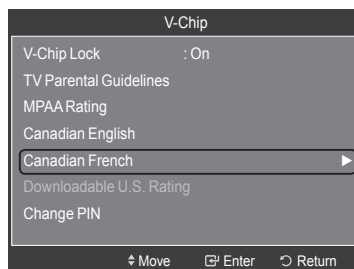 V-Chip
V-Chip Lock : On
TV Parental Guidelines
MPAA Rating
Canadian English
Canadian French
Downloadable U.S. Rating
Change PIN
Move Enter Return